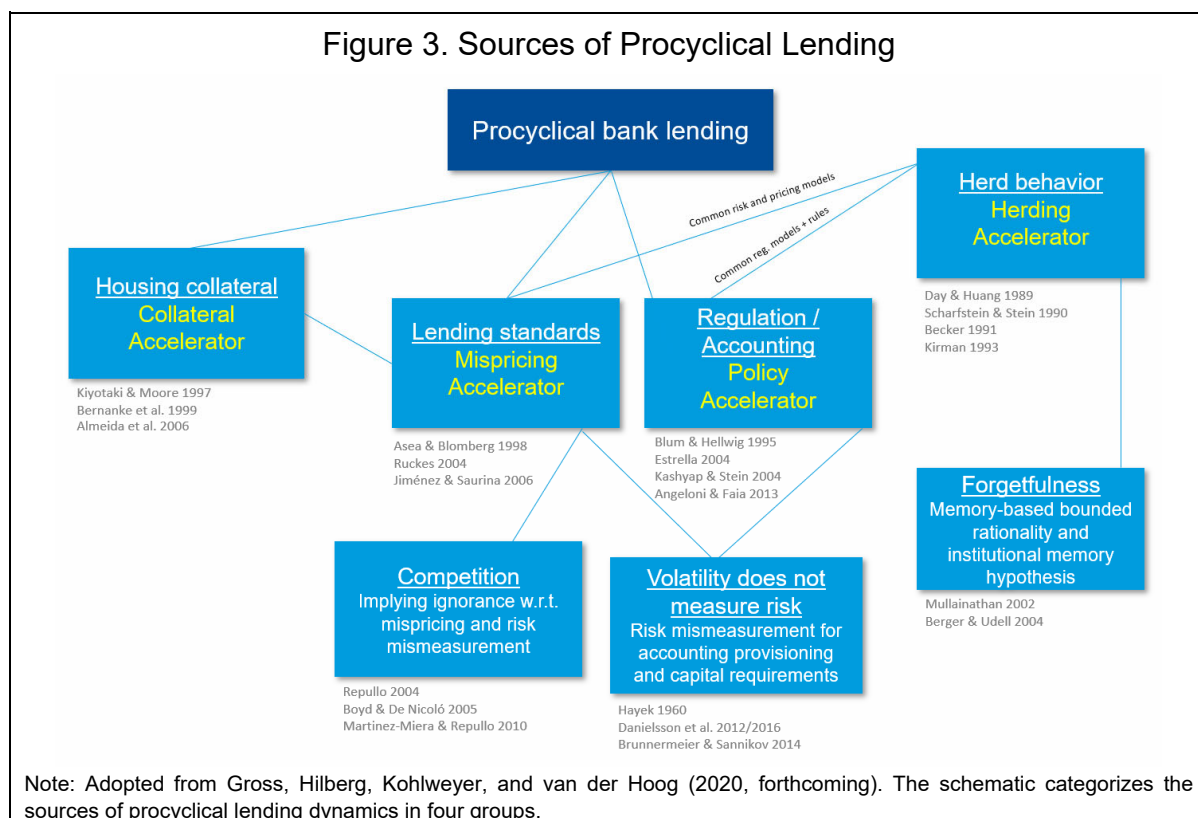 Figure 3. Sources of Procyclical Lending
Procyclical bank lending
Common risk and pricing models
Common reg. models + rules
Herd behavior
Herding
Accelerator
Day & Huang 1989
Scharfstein & Stein 1990
Becker 1991
Kirman 1993
Housing collateral
Collateral
Accelerator
Kiyotaki & Moore 1997
Bernanke et al. 1999
Almeida et al. 2006
Lending standards
Mispricing
Accelerator
Asea & Blomberg 1998
Ruckes 2004
Jiménez & Saurina 2006
Regulation /
Accounting
Policy
Accelerator
Blum & Hellwig 1995
Estrella 2004
Kashyap & Stein 2004
Angeloni & Faia 2013
Forgetfulness
Memory-based bounded
rationality and
institutional memory
hypothesis
Mullainathan 2002
Berger & Udell 2004
Competition
Implying ignorance w.r.t.
mispricing and risk
mismeasurement
Repullo 2004
Boyd & De Nicoló 2005
Martinez-Miera & Repullo 2010
Volatility does not
measure risk
Risk mismeasurement for
accounting provisioning
and capital requirements
Hayek 1960
Danielsson et al. 2012/2016
Brunnermeier & Sannikov 2014
Note: Adopted from Gross, Hilberg, Kohlweyer, and van der Hoog (2020, forthcoming). The schematic categorizes the
sources of procyclical lending dynamics in four groups.